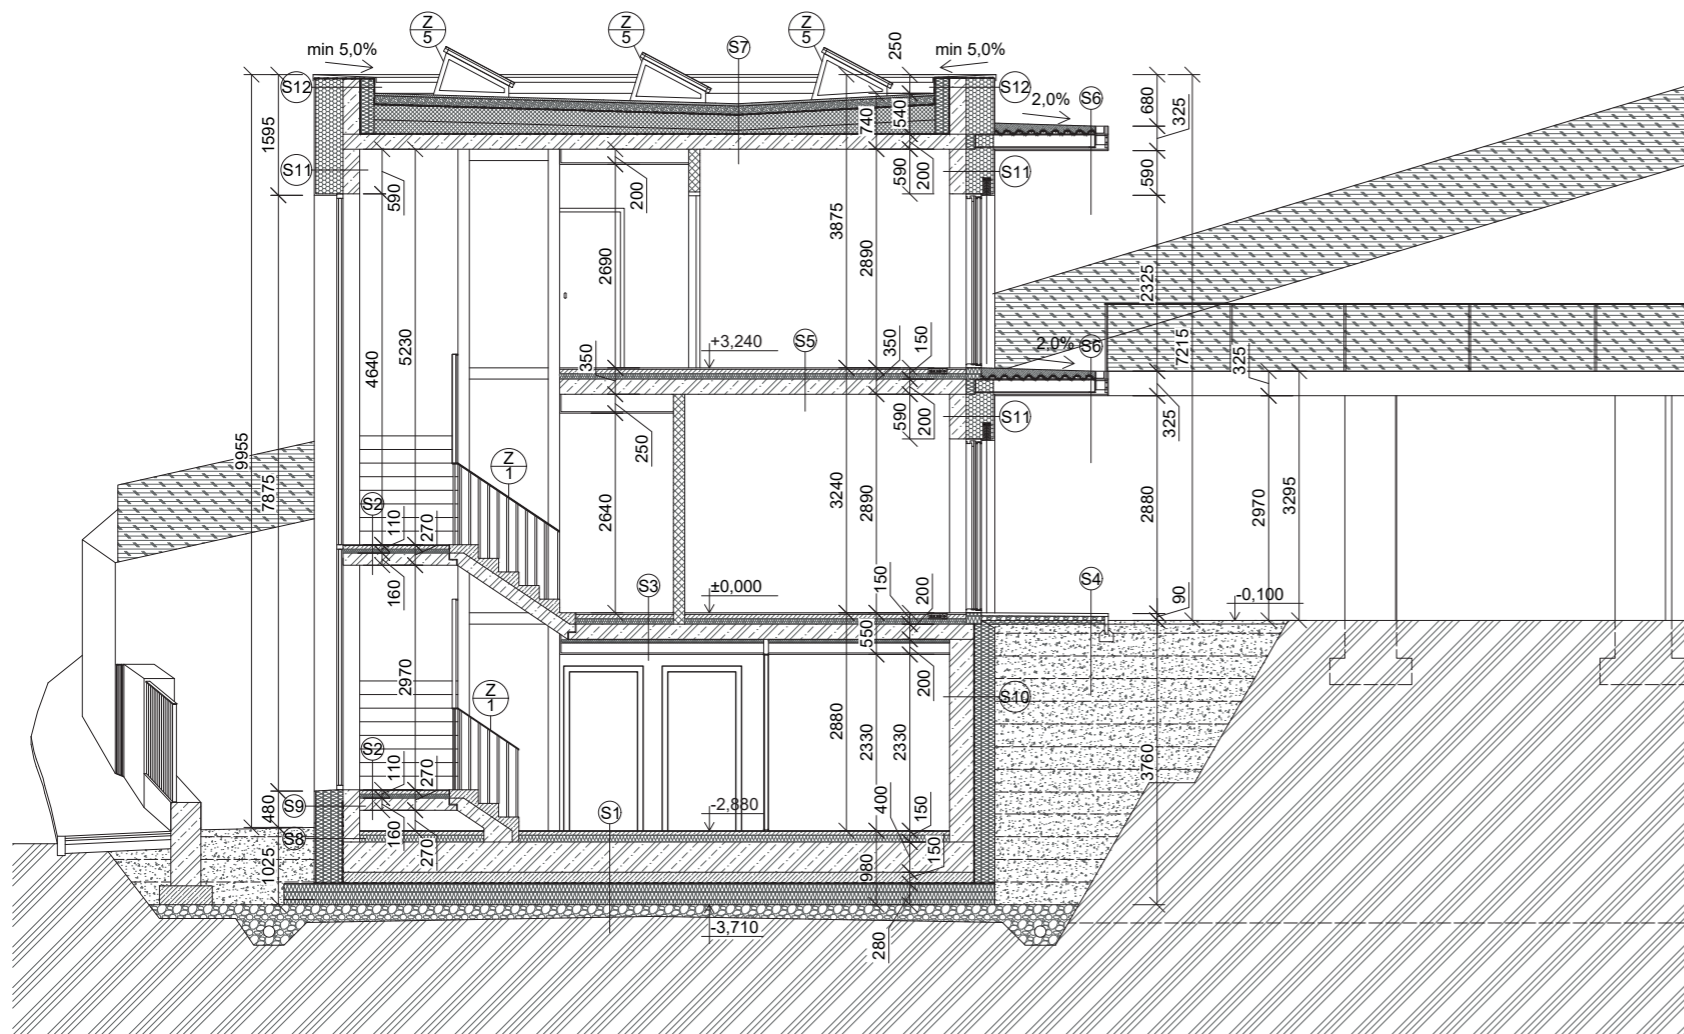 Z
5
Z
5
Z
5
S7
min 5,0%
min 5,0%
250
S12
S12
2,0%
S6
680
325
540
740
1595
S11
S11
590
200
590
200
590
3875
2690
2890
2325
7215
5230
4640
350
+3,240
S5
350
150
2,0%
S6
325
590
200
S11
325
250
9955
7875
Z
1
S2
110
270
2640
3240
2890
2880
2970
3295
160
S3
±0,000
150
200
S4
90
-0,100
550
200
2970
Z
1
S10
2880
2330
2330
3760
S2
110
270
480
S9
S8
160
270
S1
-2,880
400
150
150
1025
980
-3,710
280